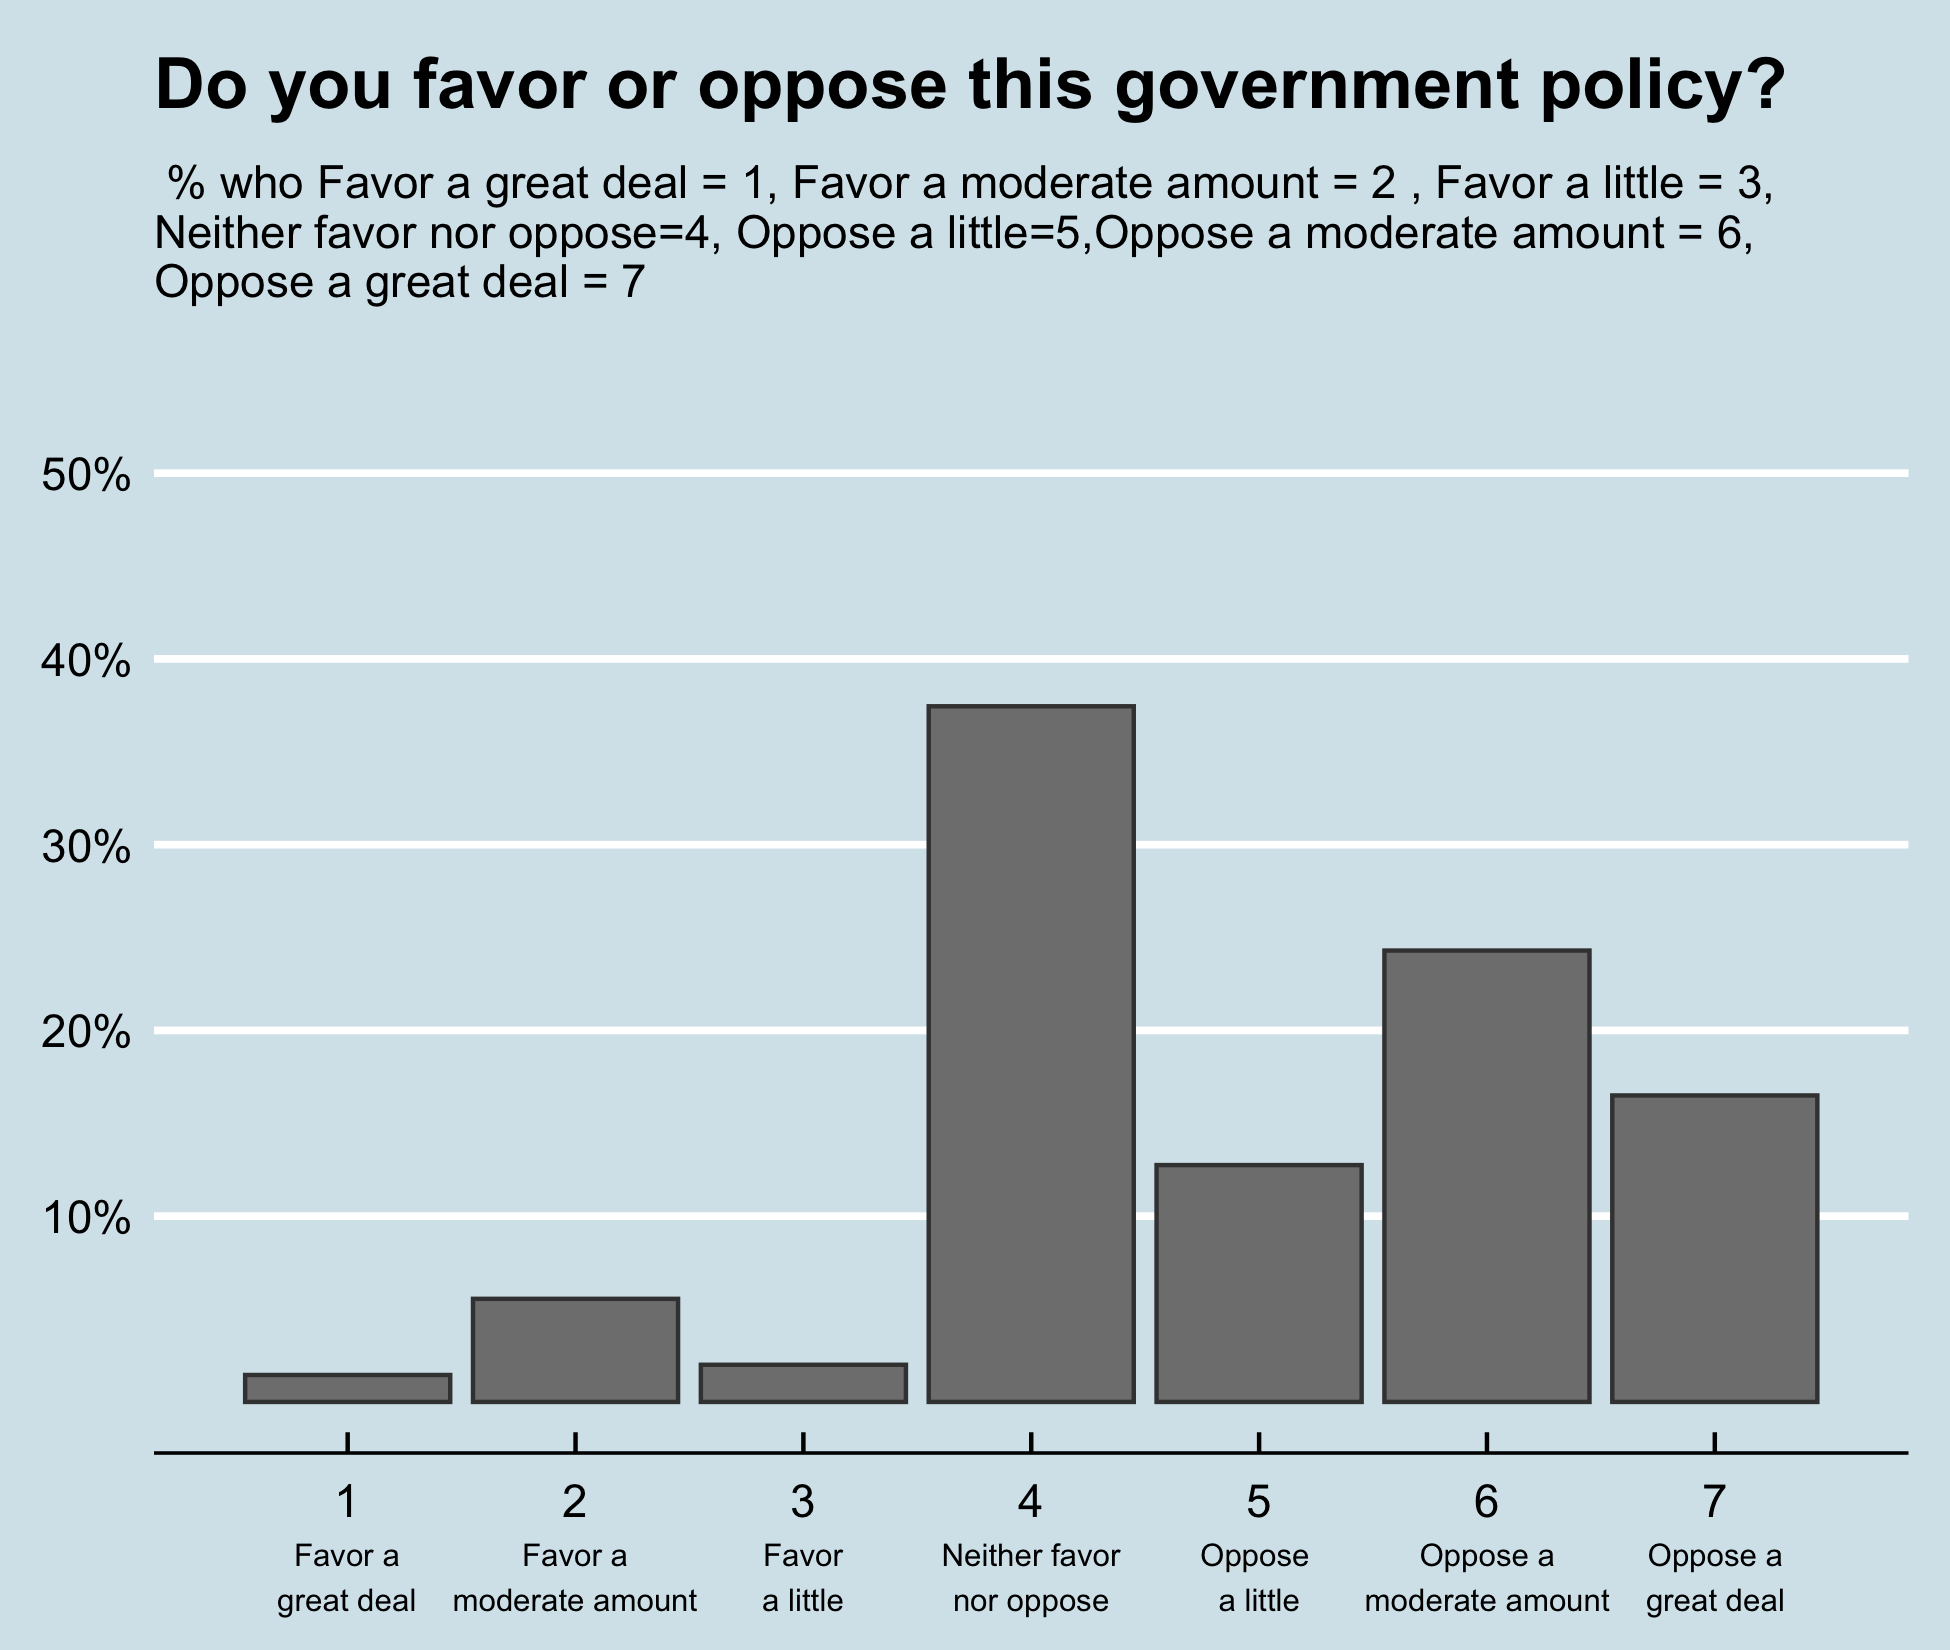 Do you favor or oppose this government policy?
% who Favor a great deal = 1, Favor a moderate amount = 2 , Favor a little = 3,
Neither favor nor oppose=4, Oppose a little=5,Oppose a moderate amount = 6,
Oppose a great deal = 7
50%
40%
30%
20%
10%
1 2 3 4 5 6 7
Favor a Favor a Favor Neither favor Oppose Oppose a Oppose a
great deal moderate amount a little nor oppose a little moderate amount great deal